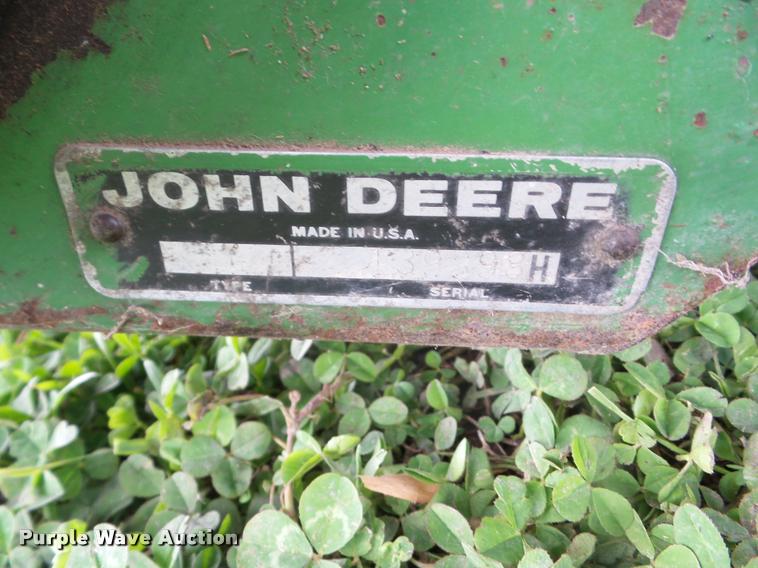 JOHN DEERE
MADE IN U.S.A.
H
TYPE SERIAL
Purple Wave Auction